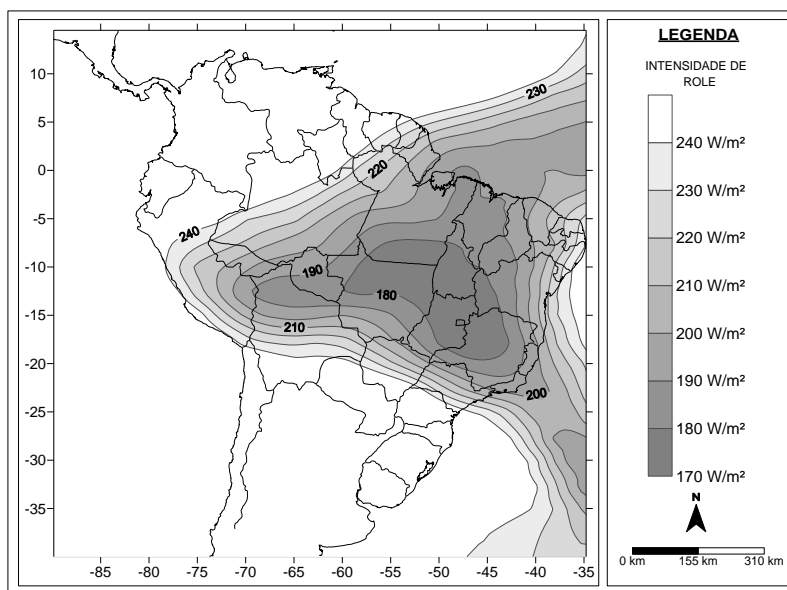 LEGENDA
INTENSIDADE DE
ROLE
240 W/m²
230 W/m²
220 W/m²
210 W/m²
200 W/m²
190 W/m²
180 W/m²
170 W/m²
N
0 km 155 km 310 km
10
5
0
-5
-10
-15
-20
-25
-30
-35
-85 -80 -75 -70 -65 -60 -55 -50 -45 -40 -35
230
220
240
190
180
210
200